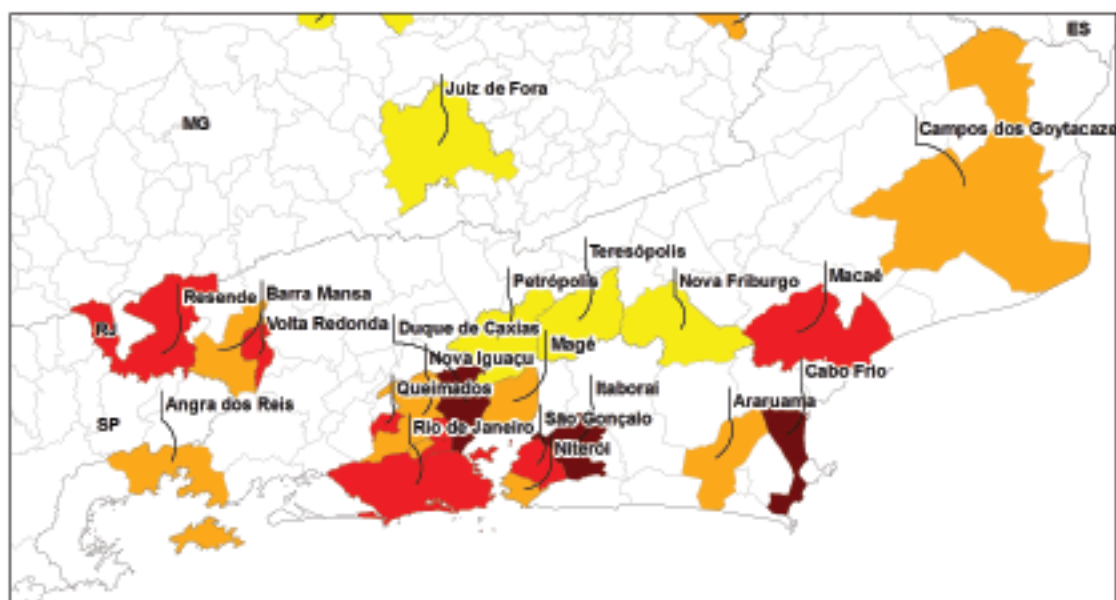 ES
Juiz de Fora
MG
Campos dos Goytacaze
Teresópolis
Petrópolis
Nova Friburgo
Macaé
Resende
Barra Mansa
RJ
Volta Redonda
Duque de Caxias
Magé
Nova Iguaçu
Cabo Frio
Queimados
Itaboraí
Araruama
Angra dos Reis
SP
Rio de Janeiro
São Gonçalo
Niterói